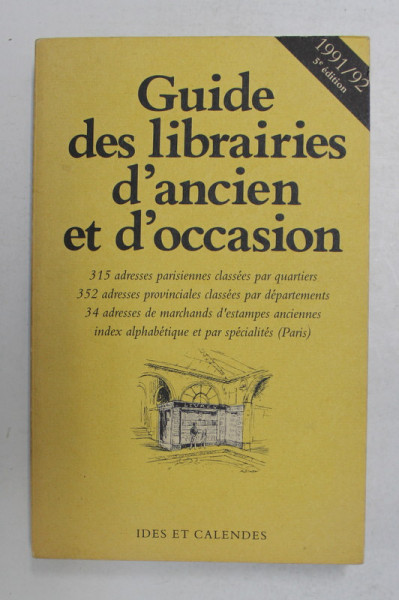 1991/92
5e édition
Guide
des librairies
d'ancien
et d'occasion
315 adresses parisiennes classées par quartiers
352 adresses provinciales classées par départements
34 adresses de marchands d'estampes anciennes
index alphabétique et par spécialités (Paris)
LIVRES
IDES ET CALENDES